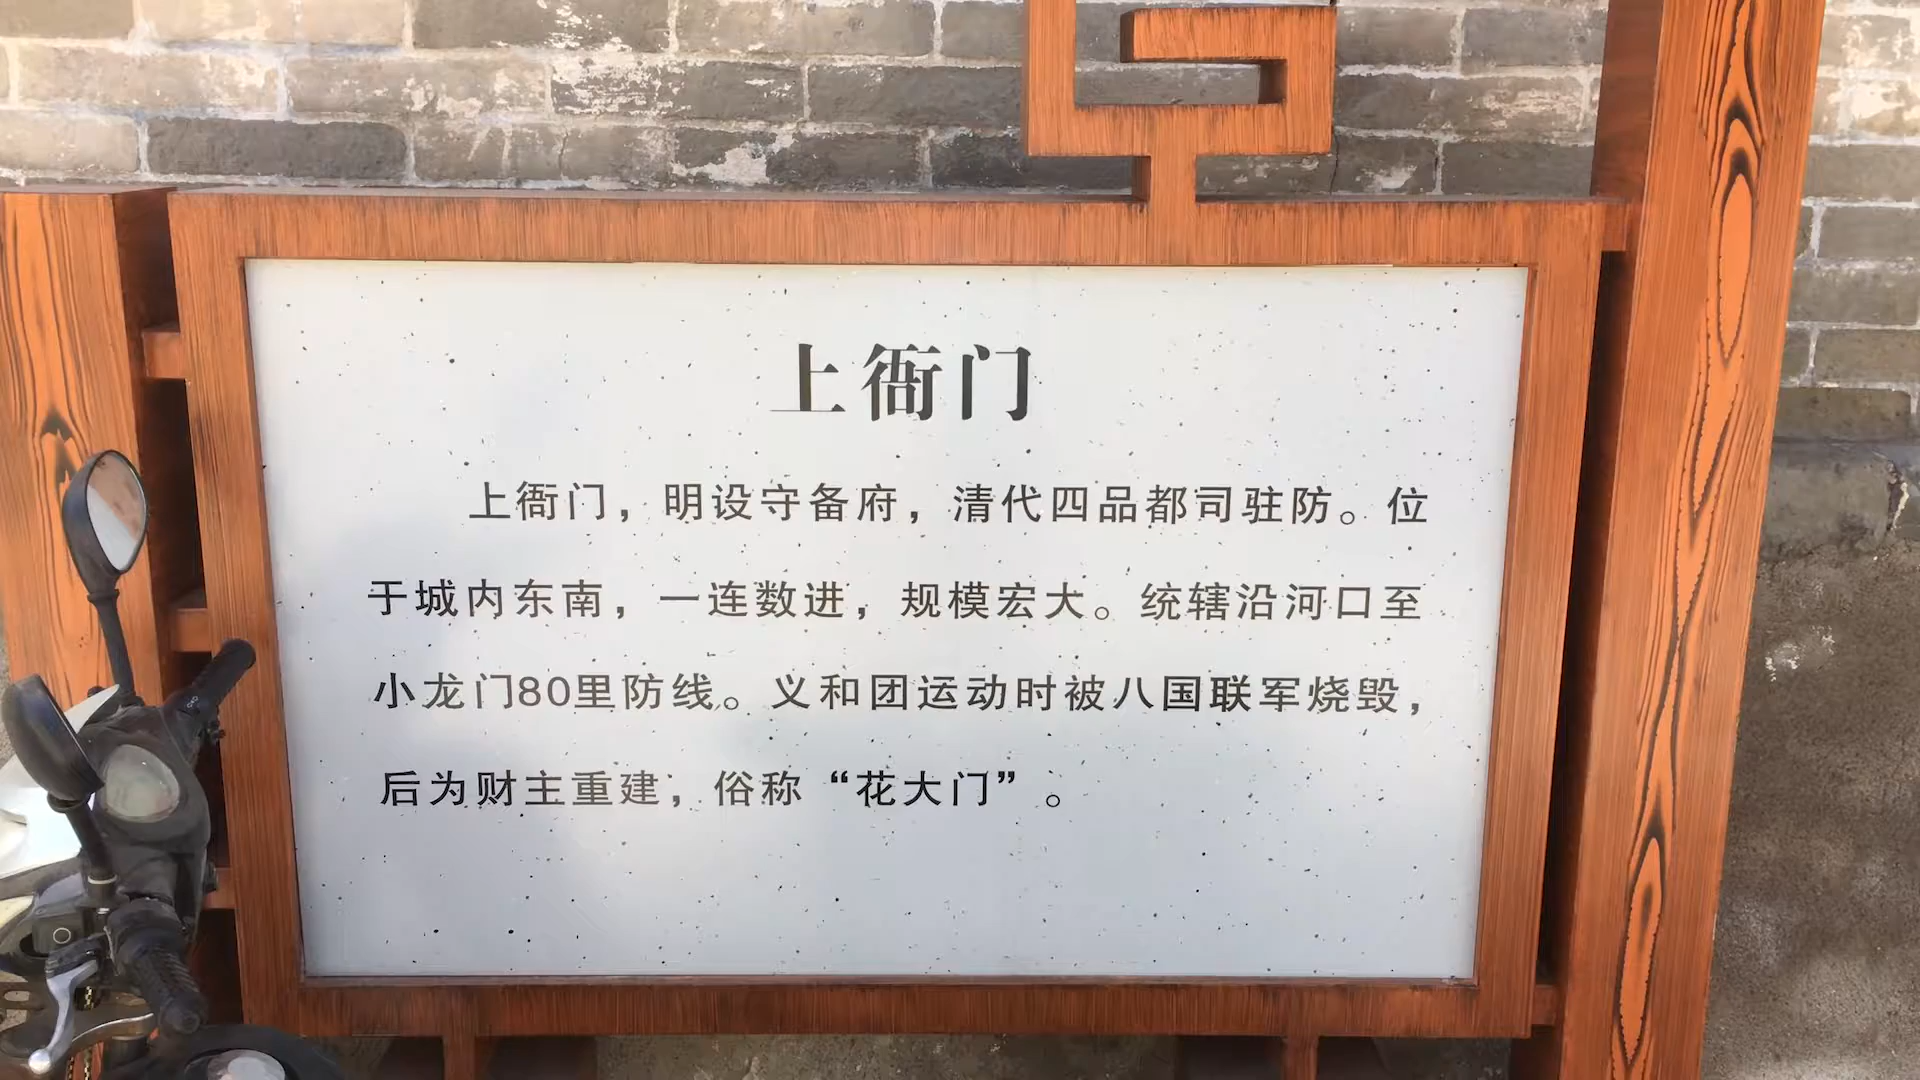 上衙门
上衙门，明设守备府，清代四品都司驻防。位
于城内东南，一连数进，规模宏大。统辖沿河口至
小龙门80里防线。义和团运动时被八国联军烧毁，
后为财主重建，俗称“花大门”。